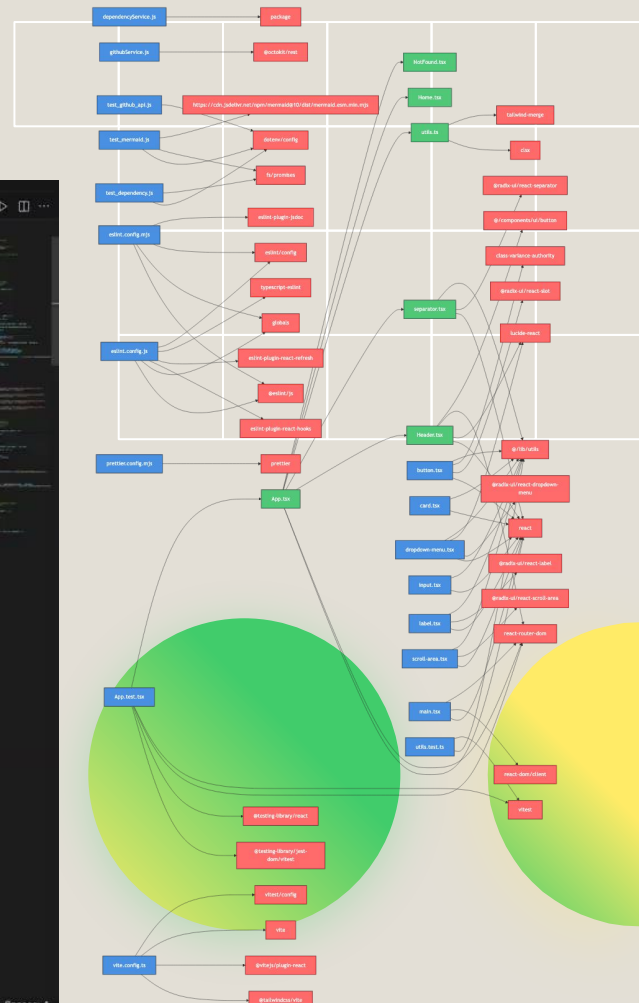 dependencyService.js
package
githubService.js
@octokit/rest
NotFound.tsx
Home.tsx
test_github_api.js
https://cdn.jsdelivr.net/npm/mermaid@10/dist/mermaid.esm.min.mjs
tailwind-merge
utils.ts
test_mermaid.js
dotenv/config
clsx
fs/promises
@radix-ui/react-separator
test_dependency.js
eslint-plugin-jsdoc
@/components/ui/button
eslint.config.mjs
eslint/config
class-variance-authority
typescript-eslint
@radix-ui/react-slot
separator.tsx
globals
lucide-react
eslint.config.js
eslint-plugin-react-refresh
@eslint/js
eslint-plugin-react-hooks
Header.tsx
@/lib/utils
prettier.config.mjs
prettier
button.tsx
@radix-ui/react-dropdown-
menu
App.tsx
card.tsx
react
dropdown-menu.tsx
@radix-ui/react-label
input.tsx
@radix-ui/react-scroll-area
label.tsx
react-router-dom
scroll-area.tsx
App.test.tsx
main.tsx
utils.test.ts
react-dom/client
vitest
@testing-library/react
@testing-library/jest-
dom/vitest
vitest/config
vite
vite.config.ts
@vitejs/plugin-react
@tailwindcss/vite